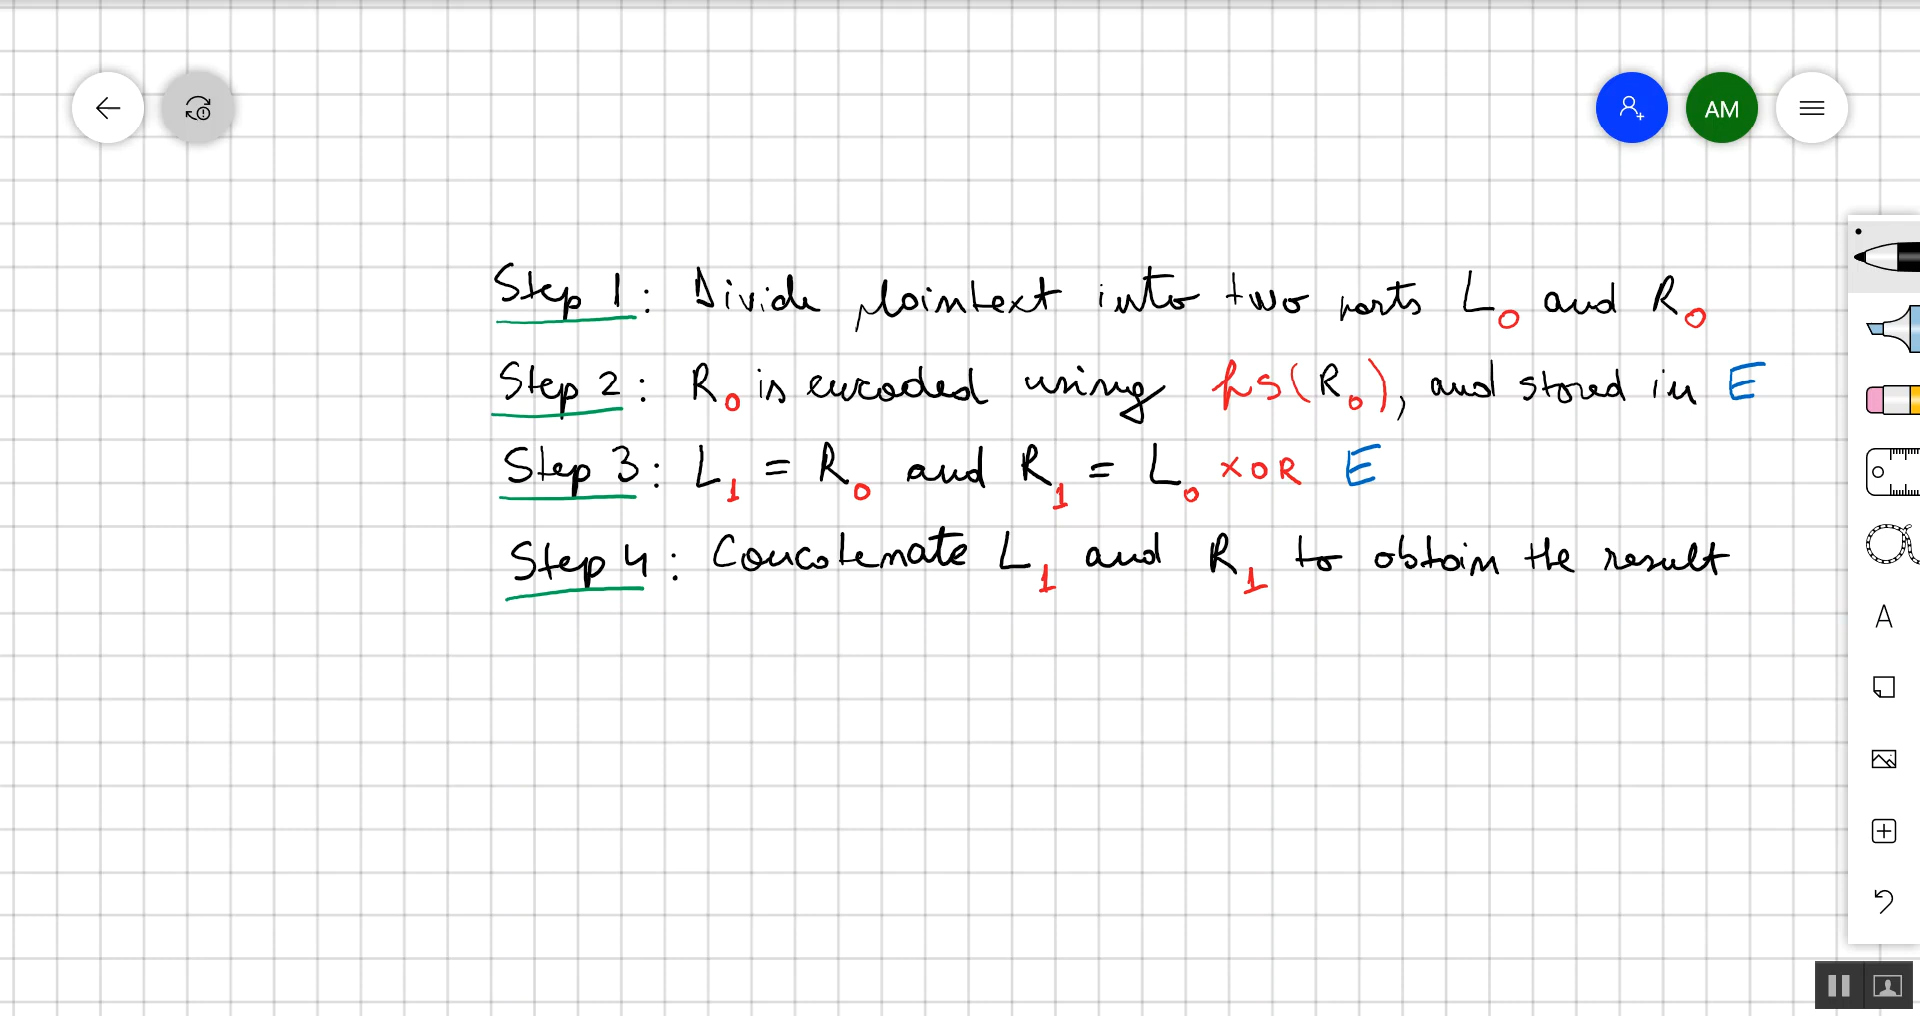 AM
Step 1: Divide plaintext into two parts L0 and R0
Step 2: R0 is encoded using fs(R0), and stored in E
Step 3: L1 = R0 and R1 = L0 XOR E
Step 4: Concatenate L1 and R1 to obtain the result
A